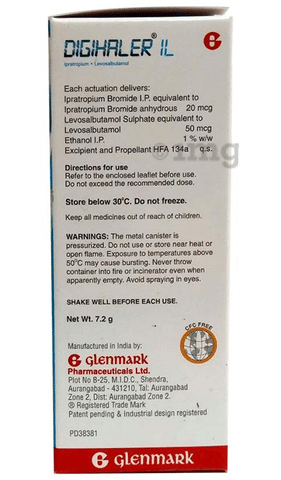 DIGIHALER® IL
Ipratropium + Levosalbutamol
G
Each actuation delivers:
Ipratropium Bromide I.P. equivalent to
Ipratropium Bromide anhydrous 20 mcg
Levosalbutamol Sulphate equivalent to
Levosalbutamol 50 mcg
Ethanol I.P. 1 % w/w
Excipient and Propellant HFA 134a q.s.
1mg
Directions for use
Refer to the enclosed leaflet before use.
Do not exceed the recommended dose.
Store below 30°C. Do not freeze.
Keep all medicines out of reach of children.
WARNINGS: The metal canister is
pressurized. Do not use or store near heat or
open flame. Exposure to temperatures above
50°C may cause bursting. Never throw
container into fire or incinerator even when
apparently empty. Avoid spraying in eyes.
SHAKE WELL BEFORE EACH USE.
Net Wt. 7.2 g
CFC FREE
Manufactured in India by:
G Glenmark
Pharmaceuticals Ltd.
Plot No B-25, M.I.D.C., Shendra,
Aurangabad - 431210, Tal: Aurangabad
Zone 2, Dist: Aurangabad Zone 2.
® Registered Trade Mark
Patent pending & Industrial design registered
PD38381
G Glenmark